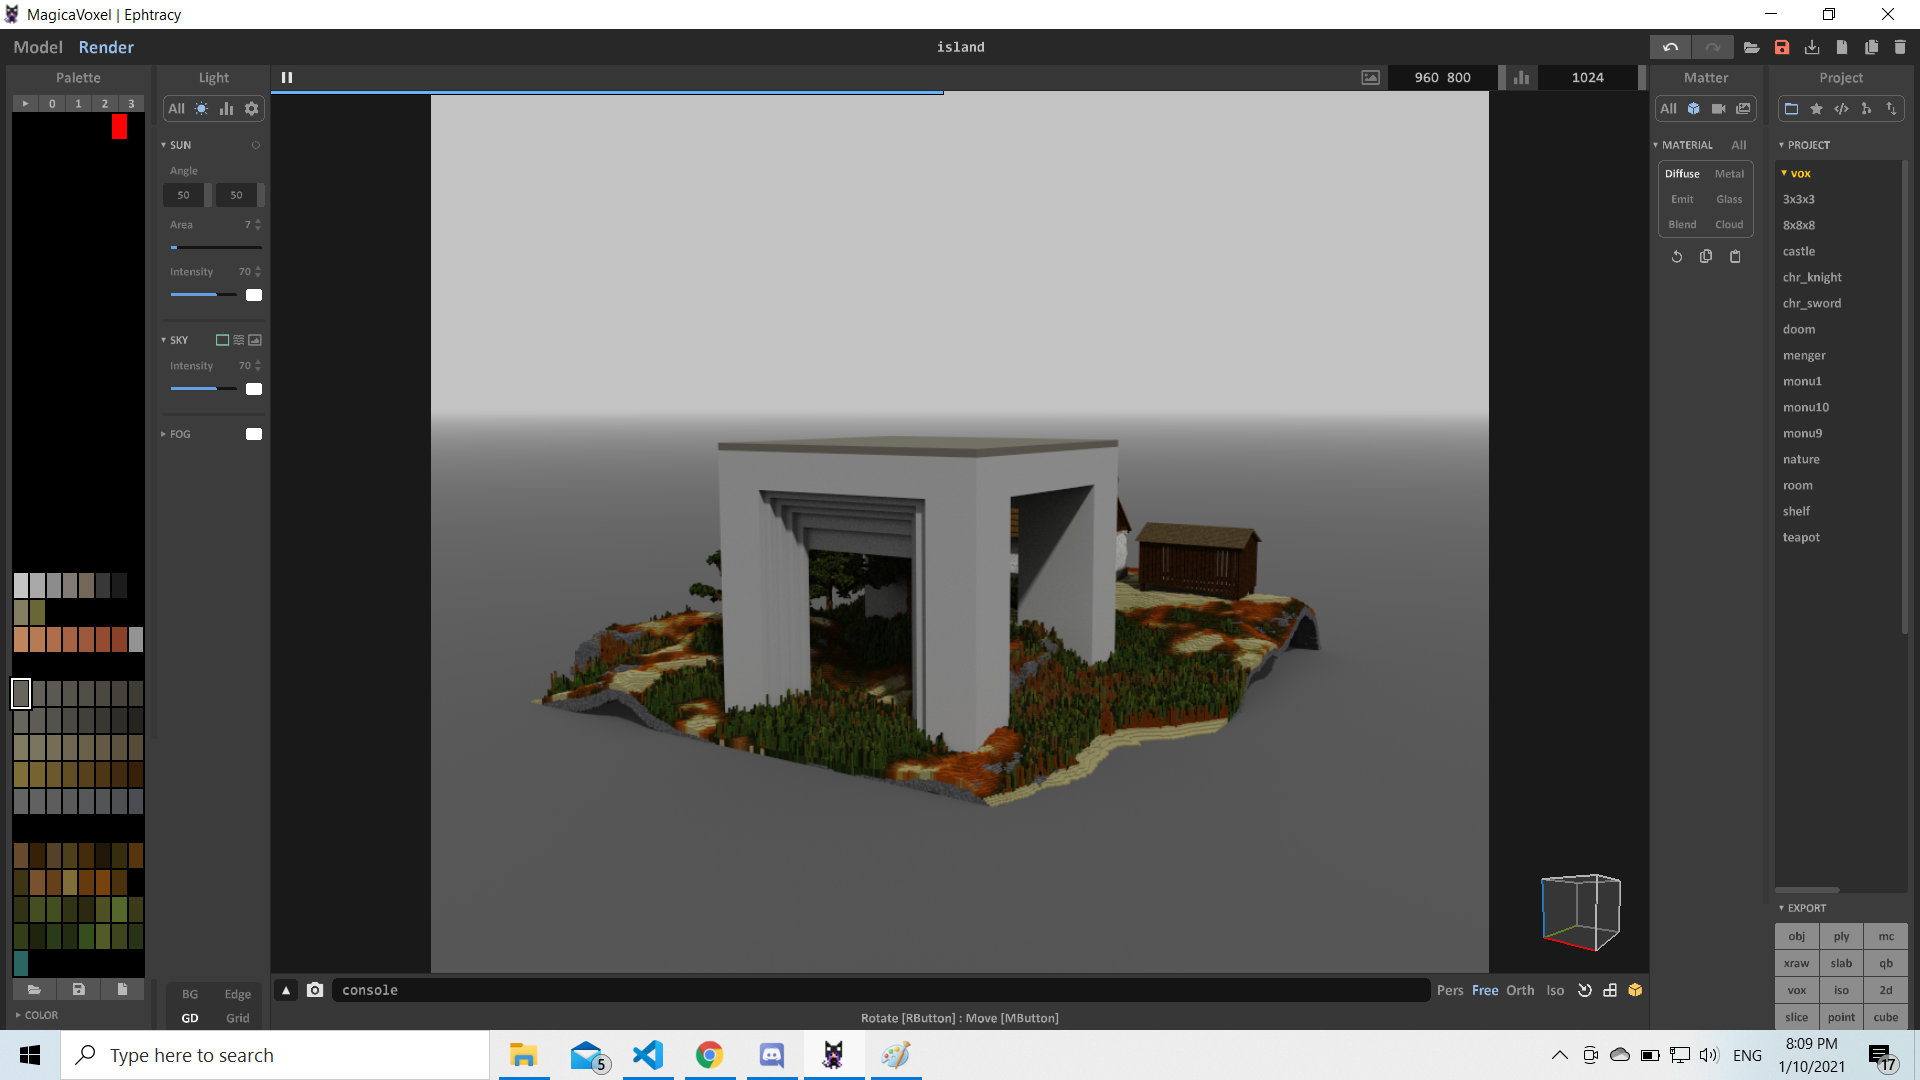 MagicaVoxel | Ephtracy
Model Render
island
Palette
Light
960 800
1024
Matter
Project
0 1 2 3
All
All
SUN
Angle
50 50
Area 7
Intensity 70
SKY
Intensity 70
FOG
MATERIAL All
Diffuse Metal
Emit Glass
Blend Cloud
PROJECT
vox
3x3x3
8x8x8
castle
chr_knight
chr_sword
doom
menger
monu1
monu10
monu9
nature
room
shelf
teapot
EXPORT
obj ply mc
xraw slab qb
vox iso 2d
slice point cube
BG Edge
GD Grid
COLOR
console
Pers Free Orth Iso
Rotate [RButton] : Move [MButton]
Type here to search
5
ENG
8:09 PM
1/10/2021
17